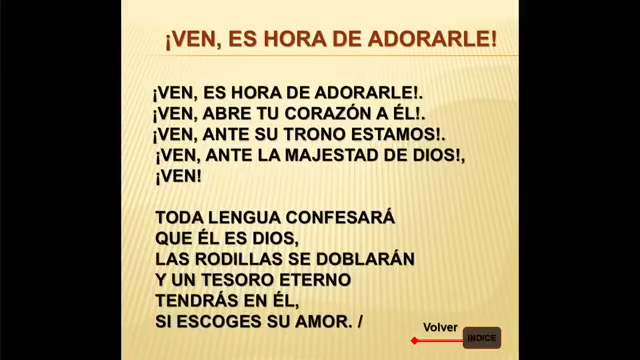 ¡VEN, ES HORA DE ADORARLE!
¡VEN, ES HORA DE ADORARLE!.
¡VEN, ABRE TU CORAZÓN A ÉL!.
¡VEN, ANTE SU TRONO ESTAMOS!.
¡VEN, ANTE LA MAJESTAD DE DIOS!,
¡VEN!
TODA LENGUA CONFESARÁ
QUE ÉL ES DIOS,
LAS RODILLAS SE DOBLARÁN
Y UN TESORO ETERNO
TENDRÁS EN ÉL,
SI ESCOGES SU AMOR. /
Volver
INDICE